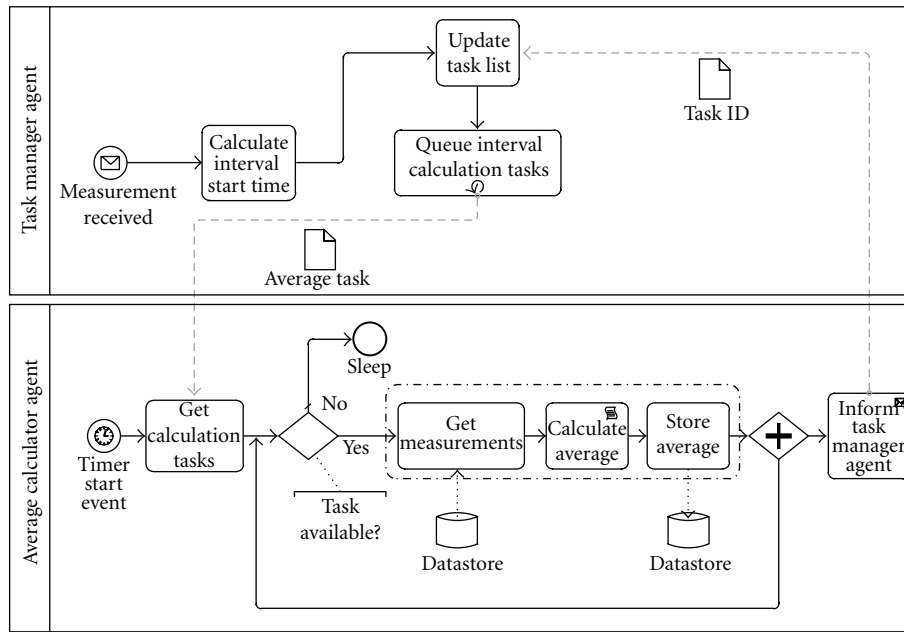 Task manager agent
Update
task list
Task ID
Calculate
interval
start time
Queue interval
calculation tasks
Measurement
received
Average task
Average calculator agent
Sleep
No
Get
calculation
tasks
Yes
Get
measurements
Calculate
average
Store
average
Inform
task
manager
agent
Timer
start
event
Task
available?
Datastore
Datastore